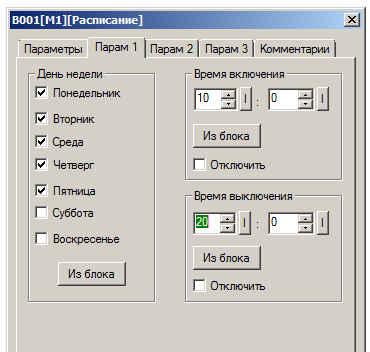 B001[M1][Расписание]
Параметры Парам 1 Парам 2 Парам 3 Комментарии
День недели
Понедельник
Вторник
Среда
Четверг
Пятница
Суббота
Воскресенье
Из блока
Время включения
10 I : 0 I
Из блока
Отключить
Время выключения
20 I : 0 I
Из блока
Отключить